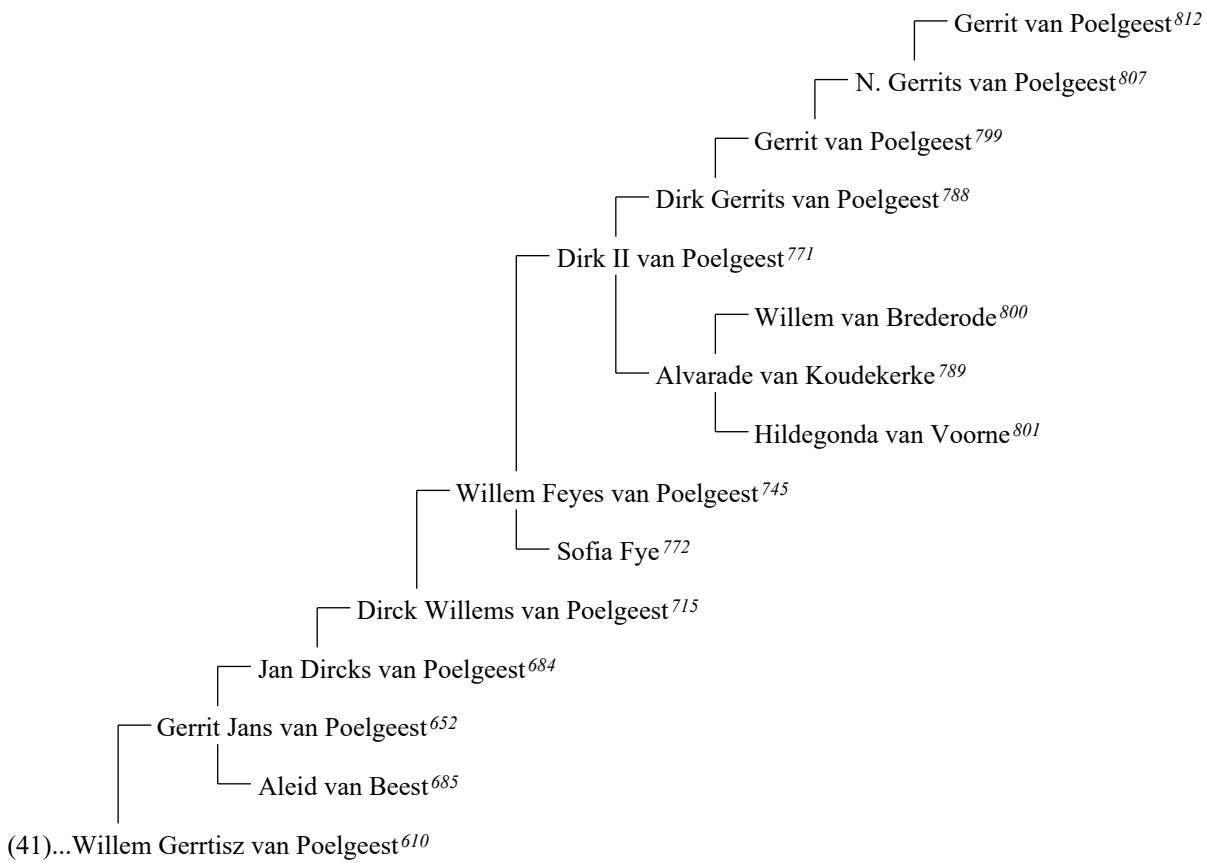 Gerrit van Poelgeest812
N. Gerrits van Poelgeest807
Gerrit van Poelgeest799
Dirk Gerrits van Poelgeest788
Dirk II van Poelgeest771
Willem van Brederode800
Alvarade van Koudekerke789
Hildegonda van Voorne801
Willem Feyes van Poelgeest745
Sofia Fye772
Dirck Willems van Poelgeest715
Jan Dircks van Poelgeest684
Gerrit Jans van Poelgeest652
Aleid van Beest685
(41)...Willem Gerrtisz van Poelgeest610